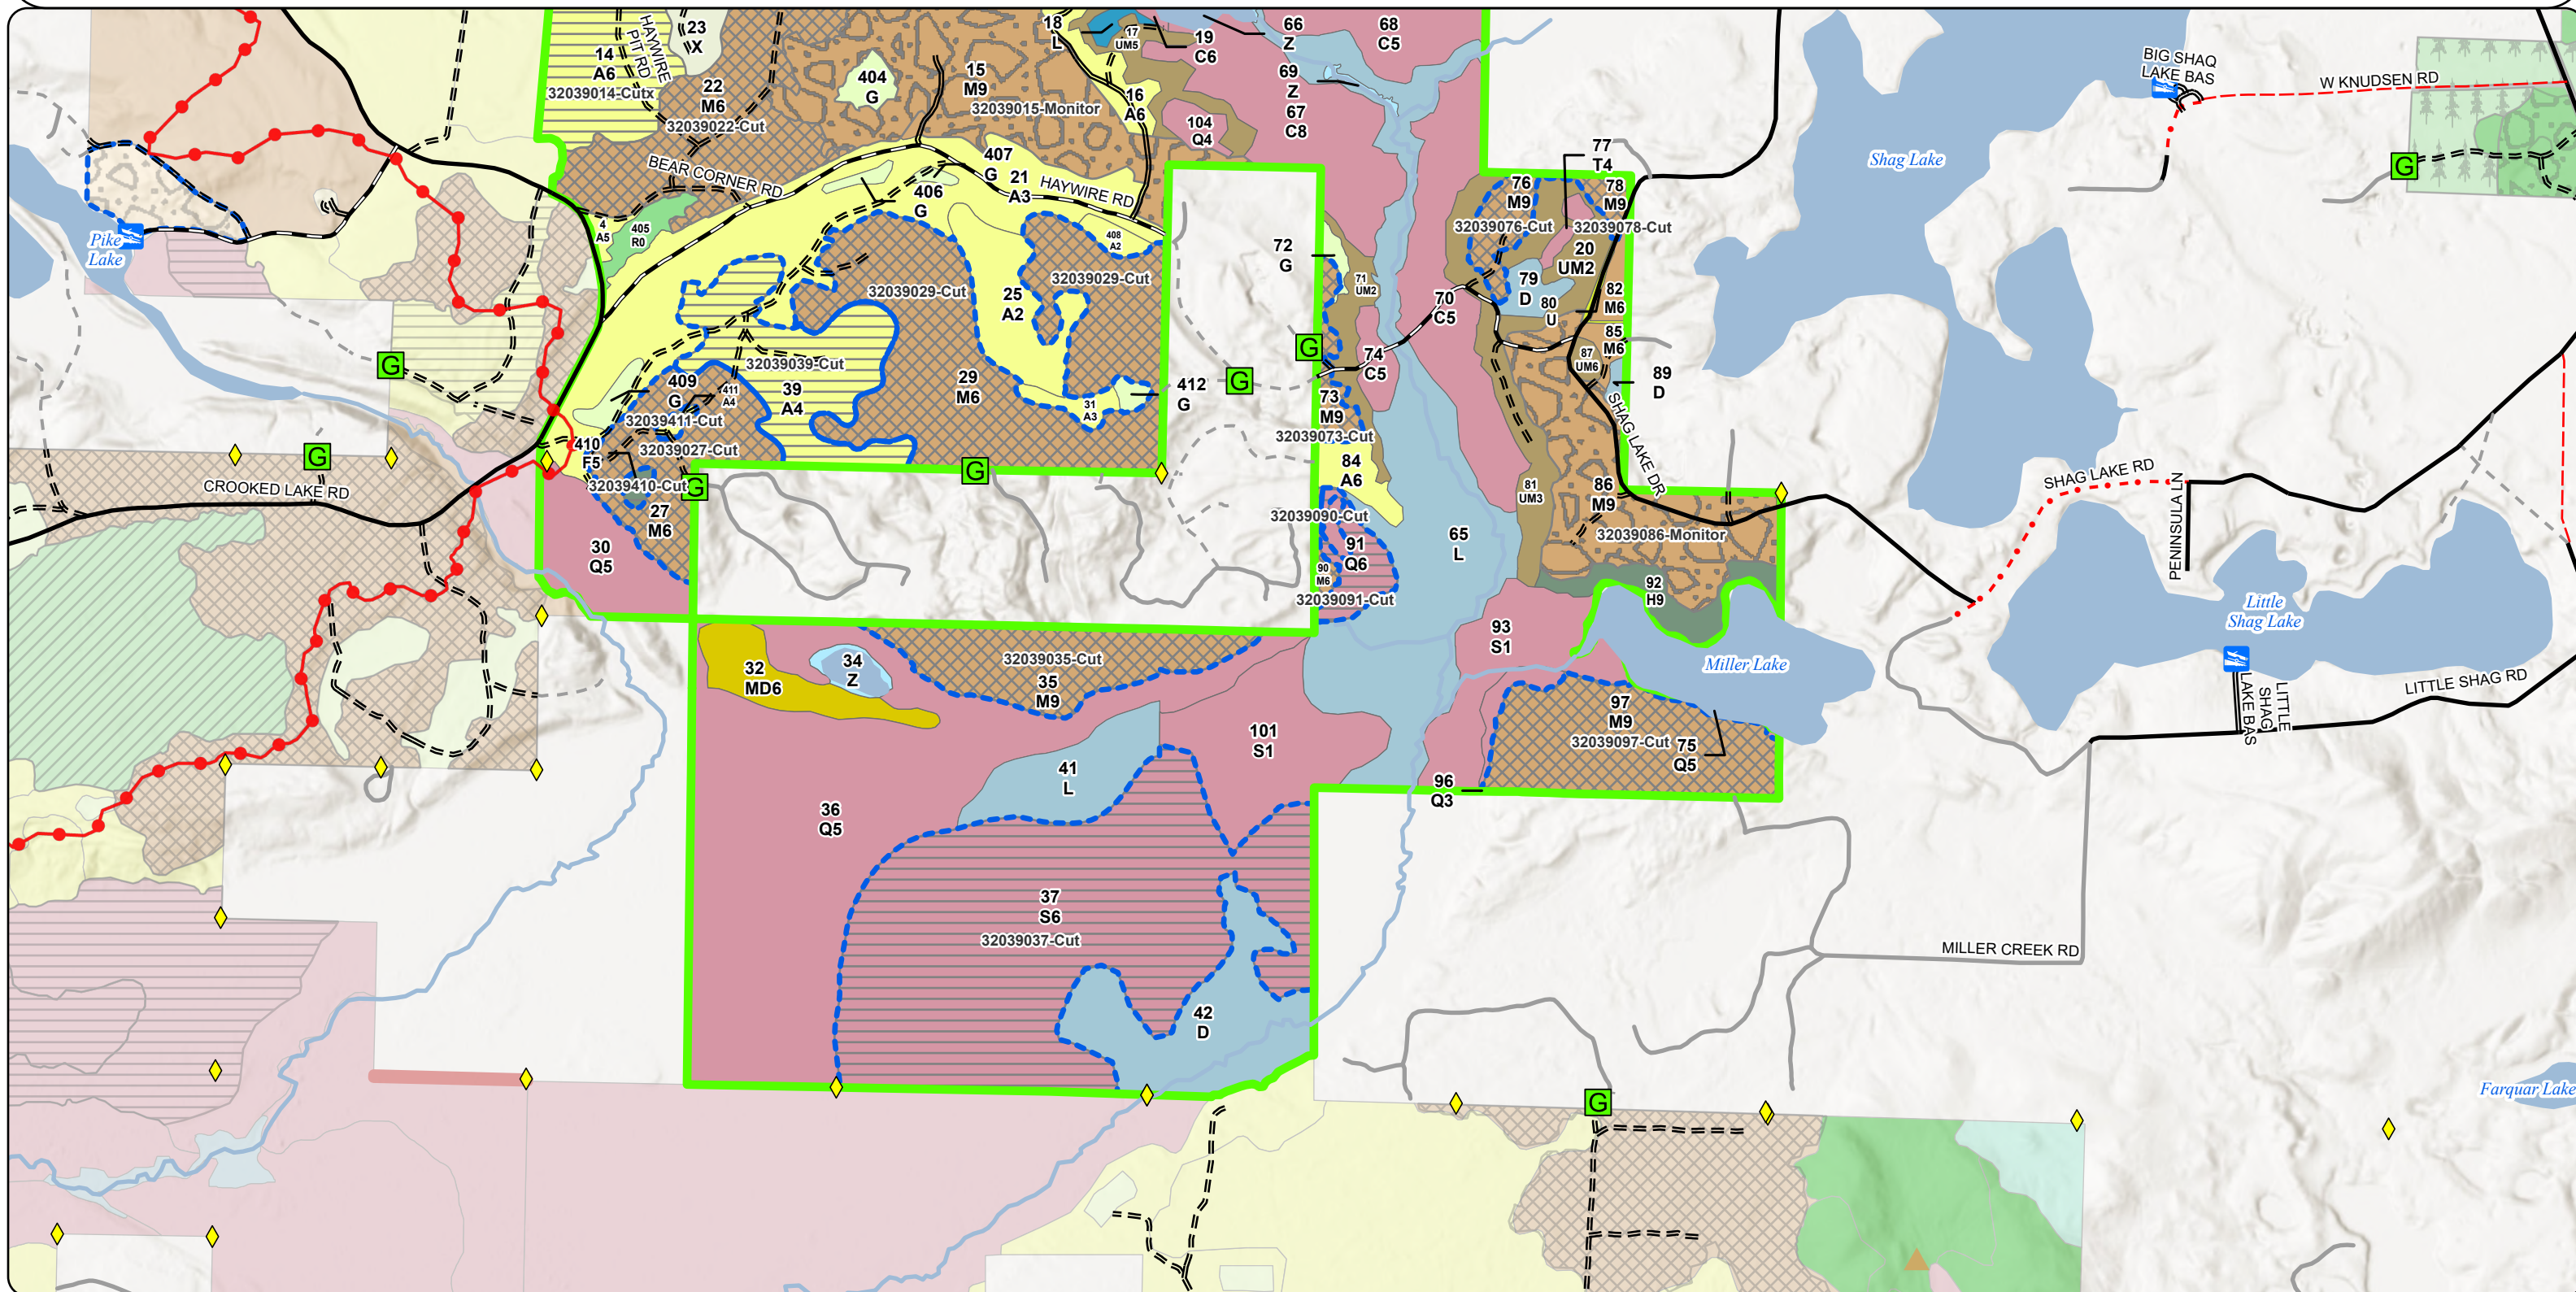 18
L
17
UM5
19
C6
66
Z
68
C5
23
X
HAYWIRE
PIT RD
14
A6
32039014-Cutx
22
M6
32039022-Cut
404
G
15
M9
32039015-Monitor
16
A6
69
Z
67
C8
104
Q4
BIG SHAQ
LAKE BAS
W KNUDSEN RD
Shag Lake
G
77
T4
BEAR CORNER RD
407
G
21
A3
HAYWIRE RD
406
G
76
M9
78
M9
32039076-Cut
32039078-Cut
4
A5
405
R0
408
A2
Pike
Lake
72
G
20
UM2
32039029-Cut
32039029-Cut
25
A2
71
UM2
79
D
80
U
82
M6
70
C5
85
M6
G
G
32039039-Cut
39
A4
29
M6
74
C5
87
UM6
89
D
409
G
411
A4
412
G
G
31
A3
73
M9
32039411-Cut
32039073-Cut
SHAG LAKE DR
410
F5
32039027-Cut
G
G
G
32039410-Cut
84
A6
CROOKED LAKE RD
SHAG LAKE RD
PENINSULA LN
27
M6
81
UM3
86
M9
32039090-Cut
32039086-Monitor
30
Q5
91
Q6
90
M6
32039091-Cut
65
L
92
H9
Little
Shag Lake
93
S1
Miller Lake
32
MD6
34
Z
32039035-Cut
35
M9
97
M9
32039097-Cut
75
Q5
LITTLE
SHAG
LAKE BAS
LITTLE SHAG RD
101
S1
41
L
96
Q3
36
Q5
37
S6
32039037-Cut
MILLER CREEK RD
42
D
G
Farquar Lake